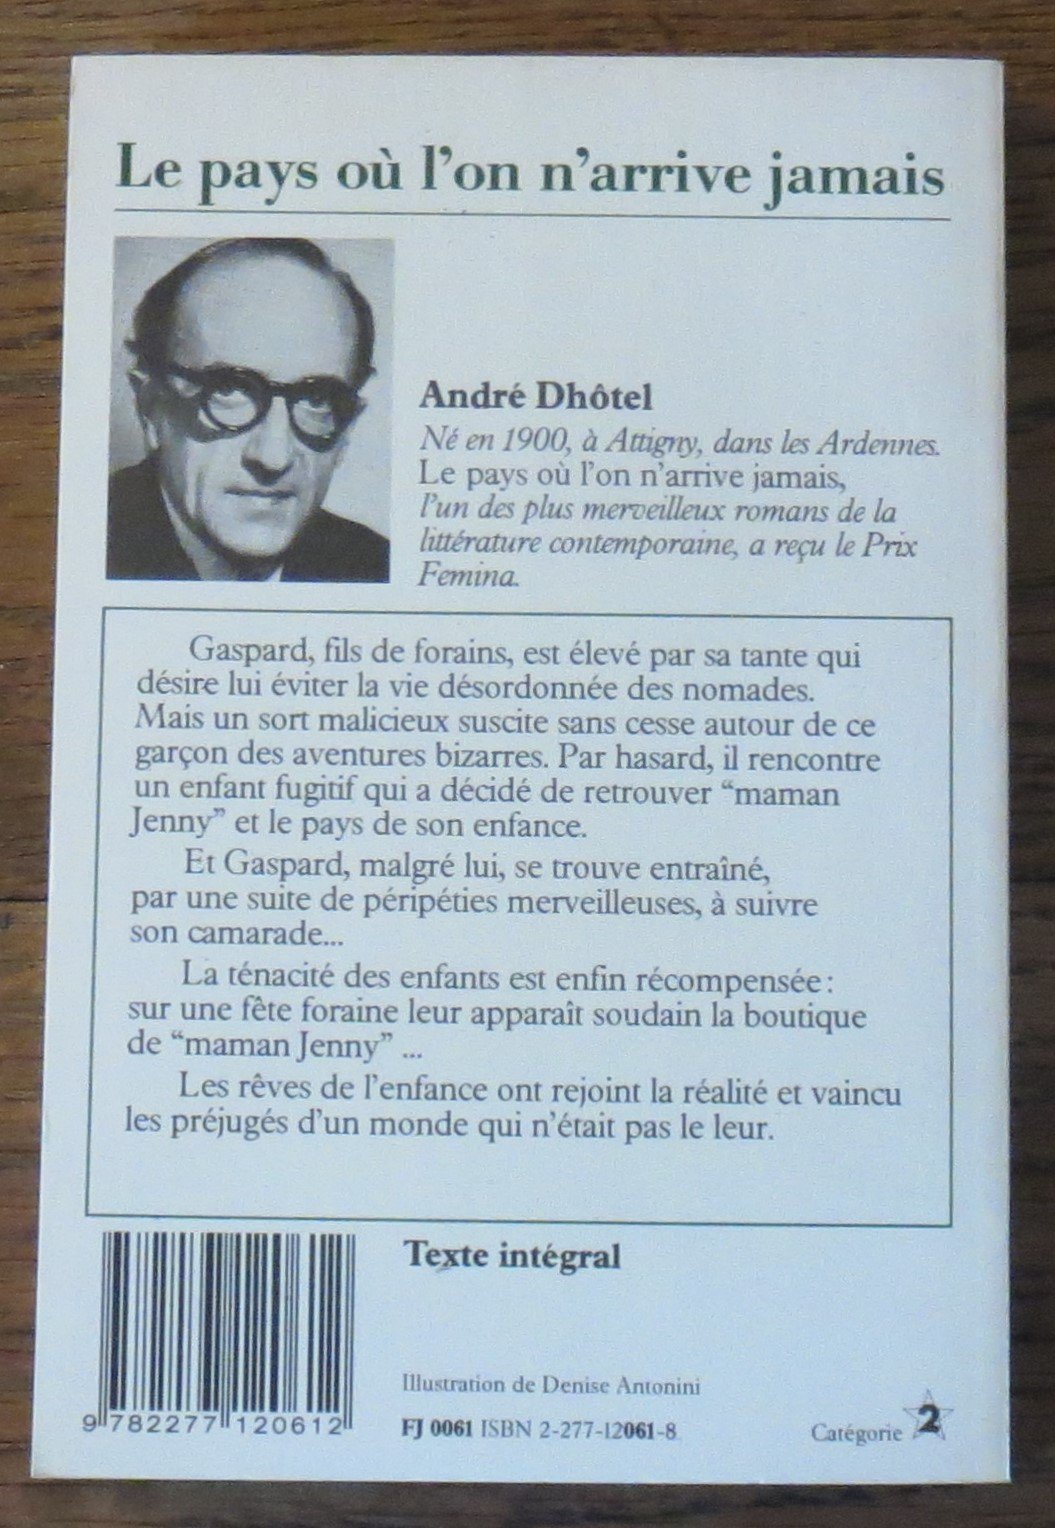 Le pays où l'on n'arrive jamais
André Dhôtel
Né en 1900, à Attigny, dans les Ardennes.
Le pays où l'on n'arrive jamais,
l'un des plus merveilleux romans de la
littérature contemporaine, a reçu le Prix
Femina.
Gaspard, fils de forains, est élevé par sa tante qui
désire lui éviter la vie désordonnée des nomades.
Mais un sort malicieux suscite sans cesse autour de ce
garçon des aventures bizarres. Par hasard, il rencontre
un enfant fugitif qui a décidé de retrouver “maman
Jenny” et le pays de son enfance.
Et Gaspard, malgré lui, se trouve entraîné,
par une suite de péripéties merveilleuses, à suivre
son camarade...
La ténacité des enfants est enfin récompensée :
sur une fête foraine leur apparaît soudain la boutique
de “maman Jenny” ...
Les rêves de l'enfance ont rejoint la réalité et vaincu
les préjugés d'un monde qui n'était pas le leur.
Texte intégral
Illustration de Denise Antonini
9 782277 120612
FJ 0061 ISBN 2-277-12061-8
Catégorie 2